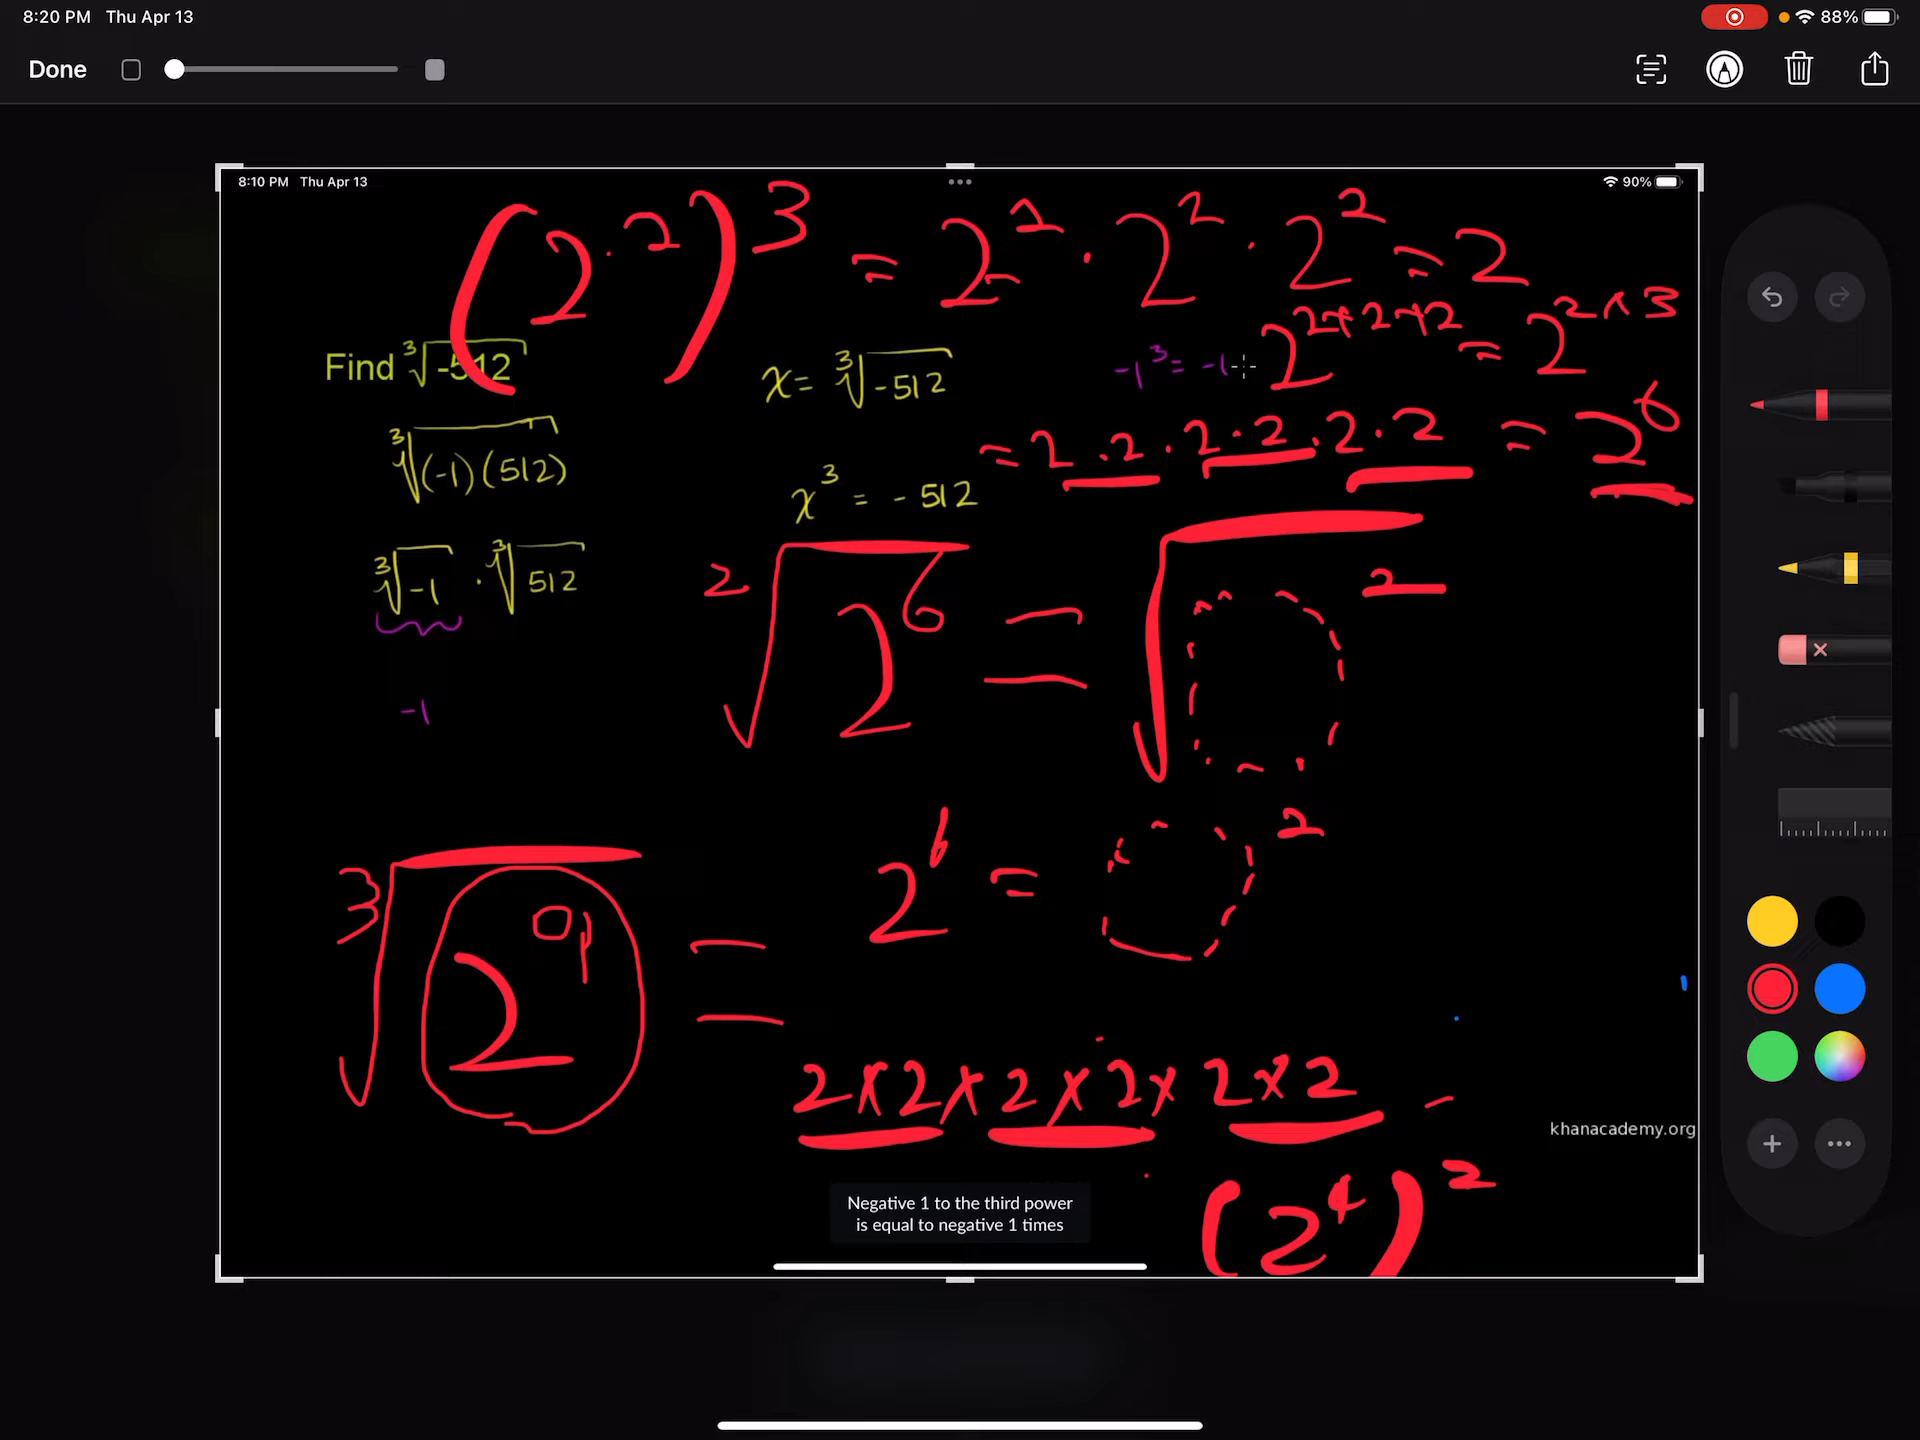 8:20 PM Thu Apr 13
88%
Done
8:10 PM Thu Apr 13
90%
(2·2)^3 = 2^2 · 2^2 · 2^2 = 2
2^{2+2+2} = 2^{2×3}
Find ∛-512
x = ∛-512
-1^3 = -1
= 2·2·2·2·2·2 = 2^6
∛(-1)(512)
x^3 = -512
∛-1 · ∛512
²√2^6 = √ ^2
-1
2^6 = ^2
3√2 =
2×2×2×2×2×2 -
khanacademy.org
(2^4)^2
Negative 1 to the third power
is equal to negative 1 times